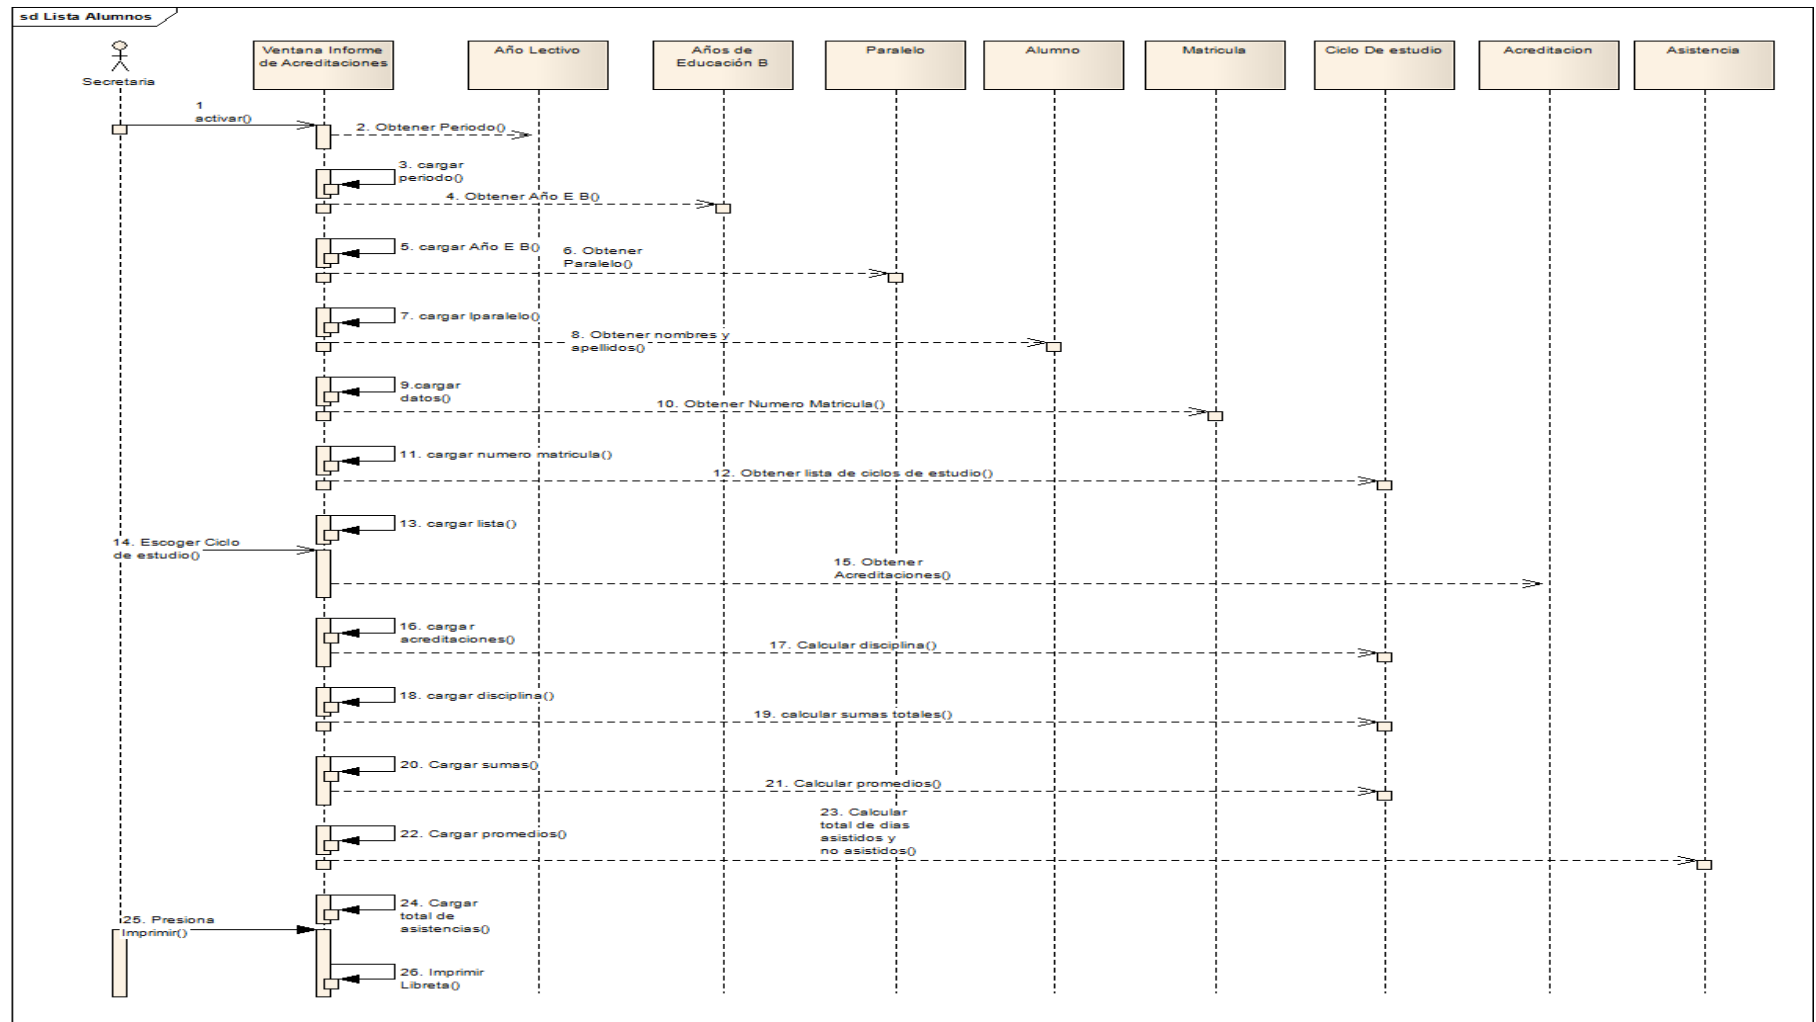 sd Lista Alumnos
Secretaria
Ventana Informe
de Acreditaciones
Año Lectivo
Años de
Educación B
Paralelo
Alumno
Matricula
Ciclo De estudio
Acreditacion
Asistencia
1
activar()
2. Obtener Periodo()
3. cargar
periodo()
4. Obtener Año E B()
5. cargar Año E B()
6. Obtener
Paralelo()
7. cargar lparalelo()
8. Obtener nombres y
apellidos()
9.cargar
datos()
10. Obtener Numero Matricula()
11. cargar numero matricula()
12. Obtener lista de ciclos de estudio()
13. cargar lista()
14. Escoger Ciclo
de estudio()
15. Obtener
Acreditaciones()
16. cargar
acreditaciones()
17. Calcular disciplina()
18. cargar disciplina()
19. calcular sumas totales()
20. Cargar sumas()
21. Calcular promedios()
22. Cargar promedios()
23. Calcular
total de dias
asistidos y
no asistidos()
24. Cargar
total de
asistencias()
25. Presiona
Imprimir()
26. Imprimir
Libreta()